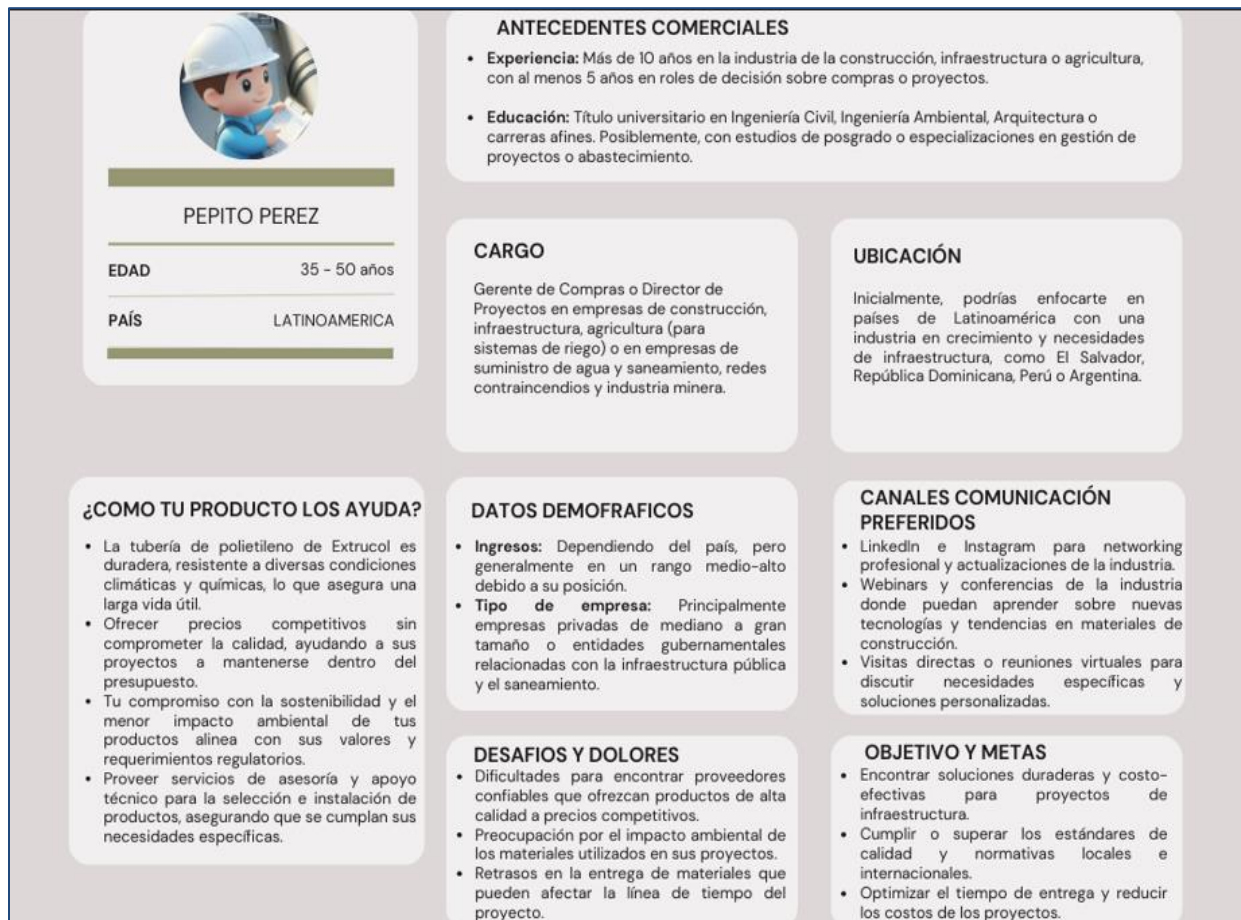 PEPITO PEREZ
EDAD 35 - 50 años
PAÍS LATINOAMERICA
ANTECEDENTES COMERCIALES
• Experiencia: Más de 10 años en la industria de la construcción, infraestructura o agricultura,
con al menos 5 años en roles de decisión sobre compras o proyectos.
• Educación: Título universitario en Ingeniería Civil, Ingeniería Ambiental, Arquitectura o
carreras afines. Posiblemente, con estudios de posgrado o especializaciones en gestión de
proyectos o abastecimiento.
CARGO
Gerente de Compras o Director de
Proyectos en empresas de construcción,
infraestructura, agricultura (para
sistemas de riego) o en empresas de
suministro de agua y saneamiento, redes
contraincendios y industria minera.
UBICACIÓN
Inicialmente, podrías enfocarte en
países de Latinoamérica con una
industria en crecimiento y necesidades
de infraestructura, como El Salvador,
República Dominicana, Perú o Argentina.
¿COMO TU PRODUCTO LOS AYUDA?
• La tubería de polietileno de Extrucol es
duradera, resistente a diversas condiciones
climáticas y químicas, lo que asegura una
larga vida útil.
• Ofrecer precios competitivos sin
comprometer la calidad, ayudando a sus
proyectos a mantenerse dentro del
presupuesto.
• Tu compromiso con la sostenibilidad y el
menor impacto ambiental de tus
productos alinea con sus valores y
requerimientos regulatorios.
• Proveer servicios de asesoría y apoyo
técnico para la selección e instalación de
productos, asegurando que se cumplan sus
necesidades específicas.
DATOS DEMOFRAFICOS
• Ingresos: Dependiendo del país, pero
generalmente en un rango medio-alto
debido a su posición.
• Tipo de empresa: Principalmente
empresas privadas de mediano a gran
tamaño o entidades gubernamentales
relacionadas con la infraestructura pública
y el saneamiento.
CANALES COMUNICACIÓN
PREFERIDOS
• LinkedIn e Instagram para networking
profesional y actualizaciones de la industria.
• Webinars y conferencias de la industria
donde puedan aprender sobre nuevas
tecnologías y tendencias en materiales de
construcción.
• Visitas directas o reuniones virtuales para
discutir necesidades específicas y
soluciones personalizadas.
DESAFIOS Y DOLORES
• Dificultades para encontrar proveedores
confiables que ofrezcan productos de alta
calidad a precios competitivos.
• Preocupación por el impacto ambiental de
los materiales utilizados en sus proyectos.
• Retrasos en la entrega de materiales que
pueden afectar la línea de tiempo del
proyecto.
OBJETIVO Y METAS
• Encontrar soluciones duraderas y costo-
efectivas para proyectos de
infraestructura.
• Cumplir o superar los estándares de
calidad y normativas locales e
internacionales.
• Optimizar el tiempo de entrega y reducir
los costos de los proyectos.